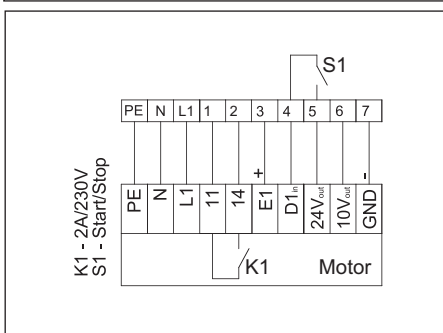 S1
PE N L1 1 2 3 4 5 6 7
+ -
PE N L1 11 14 E1 D1in 24Vout 10Vout GND
K1 Motor
K1 - 2A/230V
S1 - Start/Stop